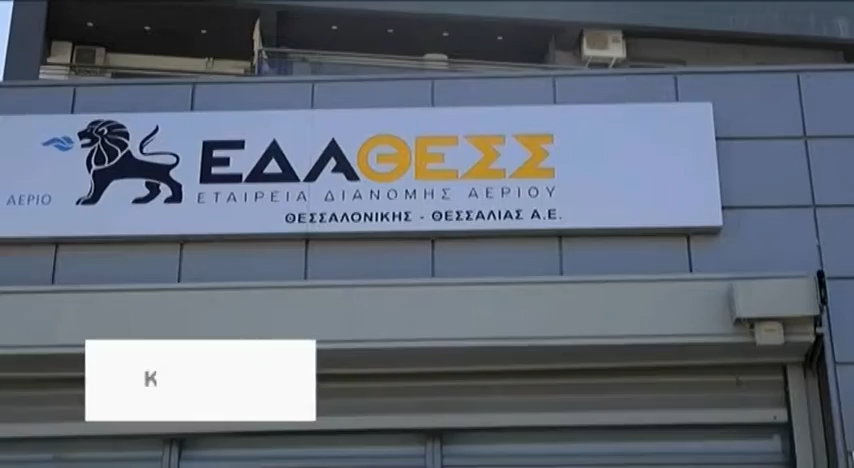 ΑΕΡΙΟ
ΕΔΑΘΕΣΣ
ΕΤΑΙΡΕΙΑ ΔΙΑΝΟΜΗΣ ΑΕΡΙΟΥ
ΘΕΣΣΑΛΟΝΙΚΗΣ - ΘΕΣΣΑΛΙΑΣ Α.Ε.
Κ